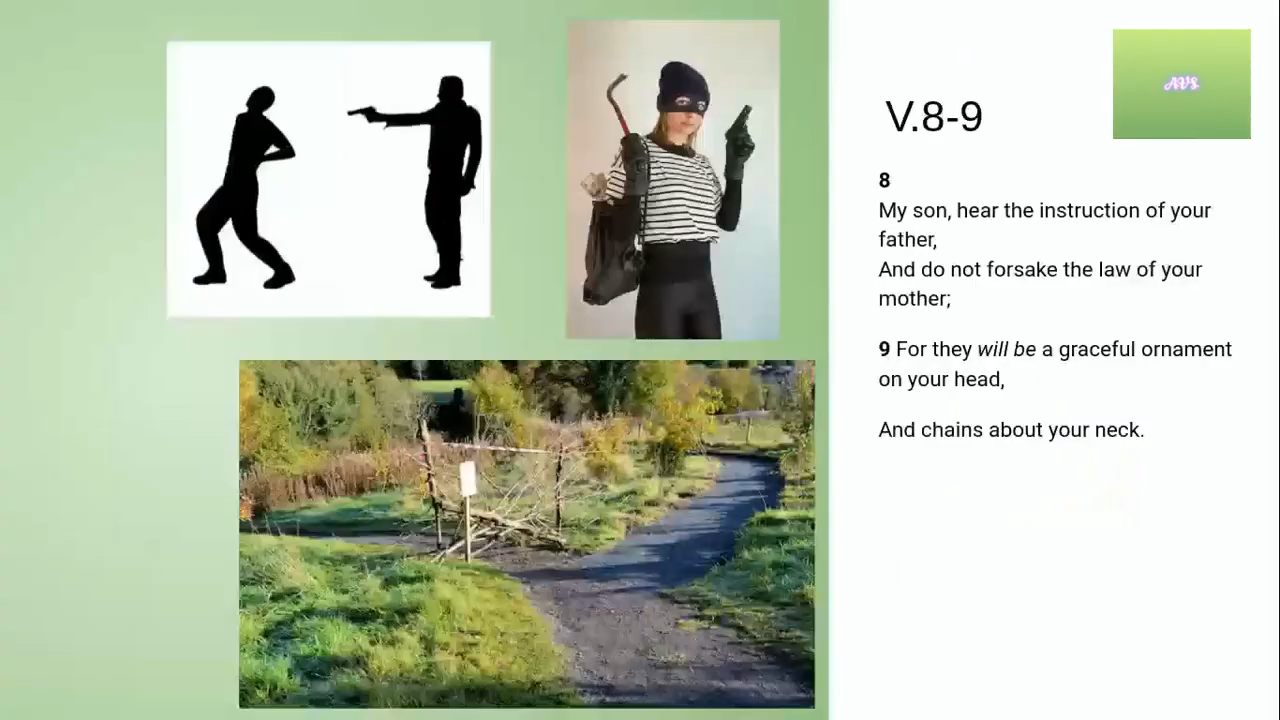 AVS
V.8-9
8
My son, hear the instruction of your
father,
And do not forsake the law of your
mother;
9 For they will be a graceful ornament
on your head,
And chains about your neck.